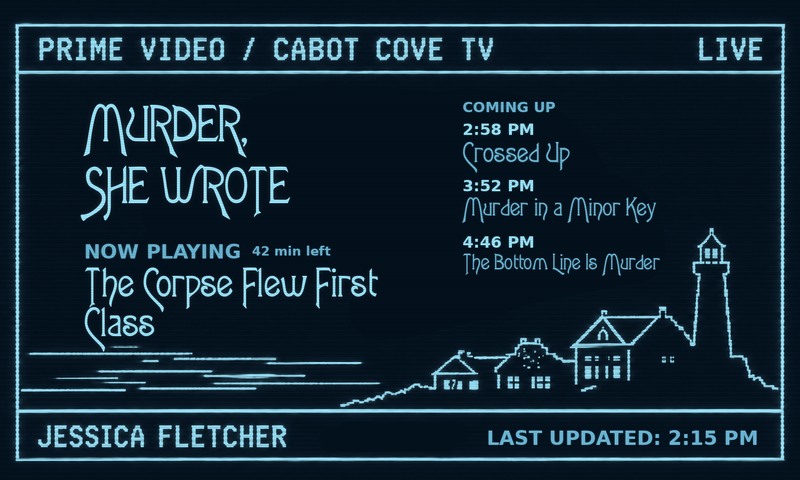 PRIME VIDEO / CABOT COVE TV
LIVE
MURDER,
SHE WROTE
NOW PLAYING 42 min left
The Corpse Flew First
Class
COMING UP
2:58 PM
Crossed Up
3:52 PM
Murder in a Minor Key
4:46 PM
The Bottom Line Is Murder
JESSICA FLETCHER
LAST UPDATED: 2:15 PM